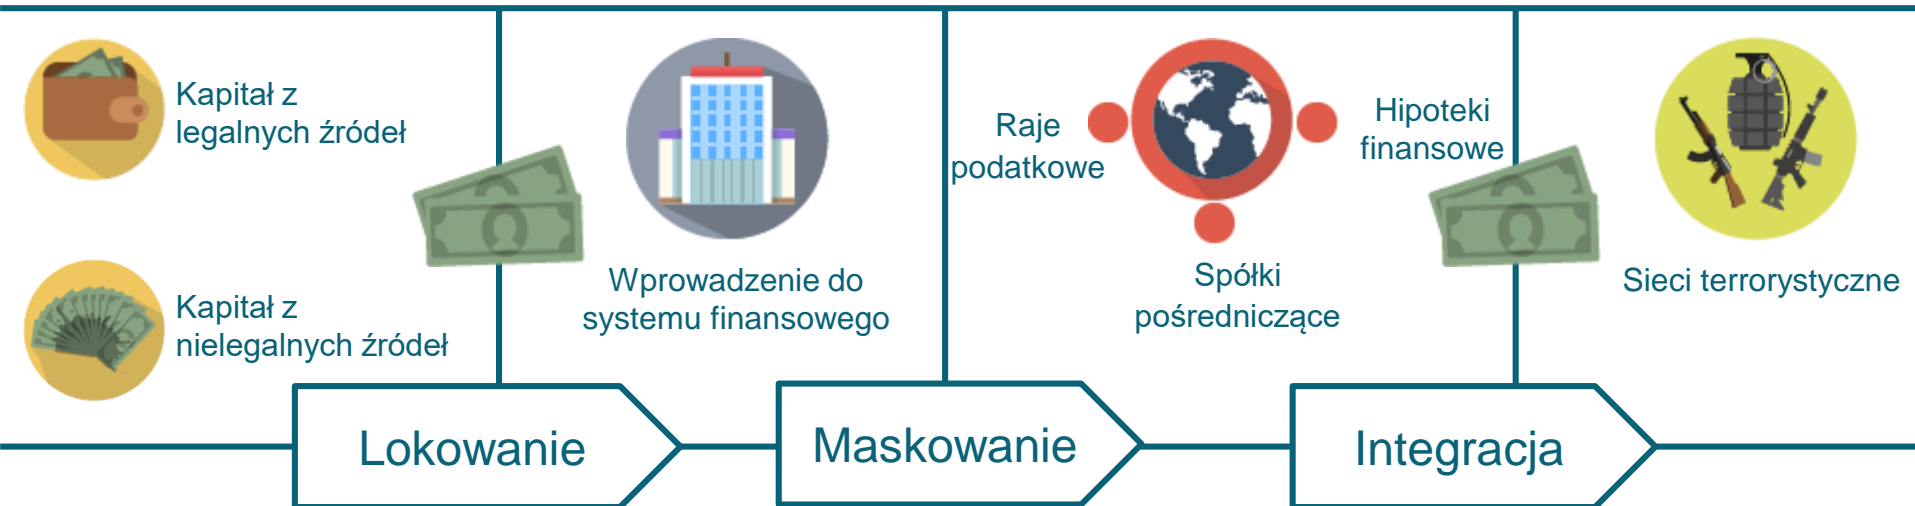 Kapitał z
legalnych źródeł
Kapitał z
nielegalnych źródeł
Wprowadzenie do
systemu finansowego
Raje
podatkowe
Spółki
pośredniczące
Hipoteki
finansowe
Sieci terrorystyczne
Lokowanie
Maskowanie
Integracja